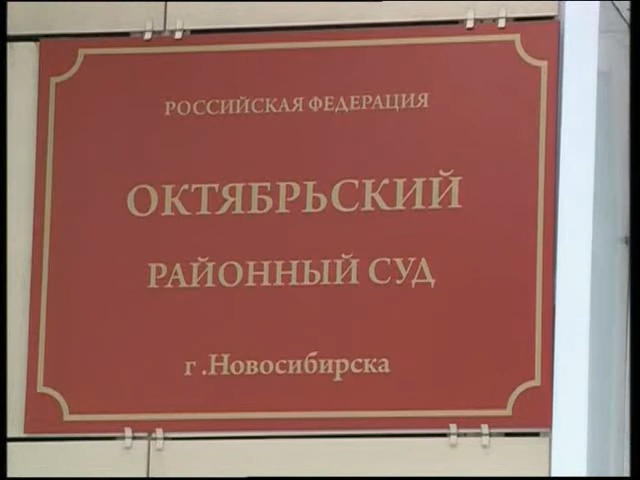 РОССИЙСКАЯ ФЕДЕРАЦИЯ
ОКТЯБРЬСКИЙ
РАЙОННЫЙ СУД
г .Новосибирска